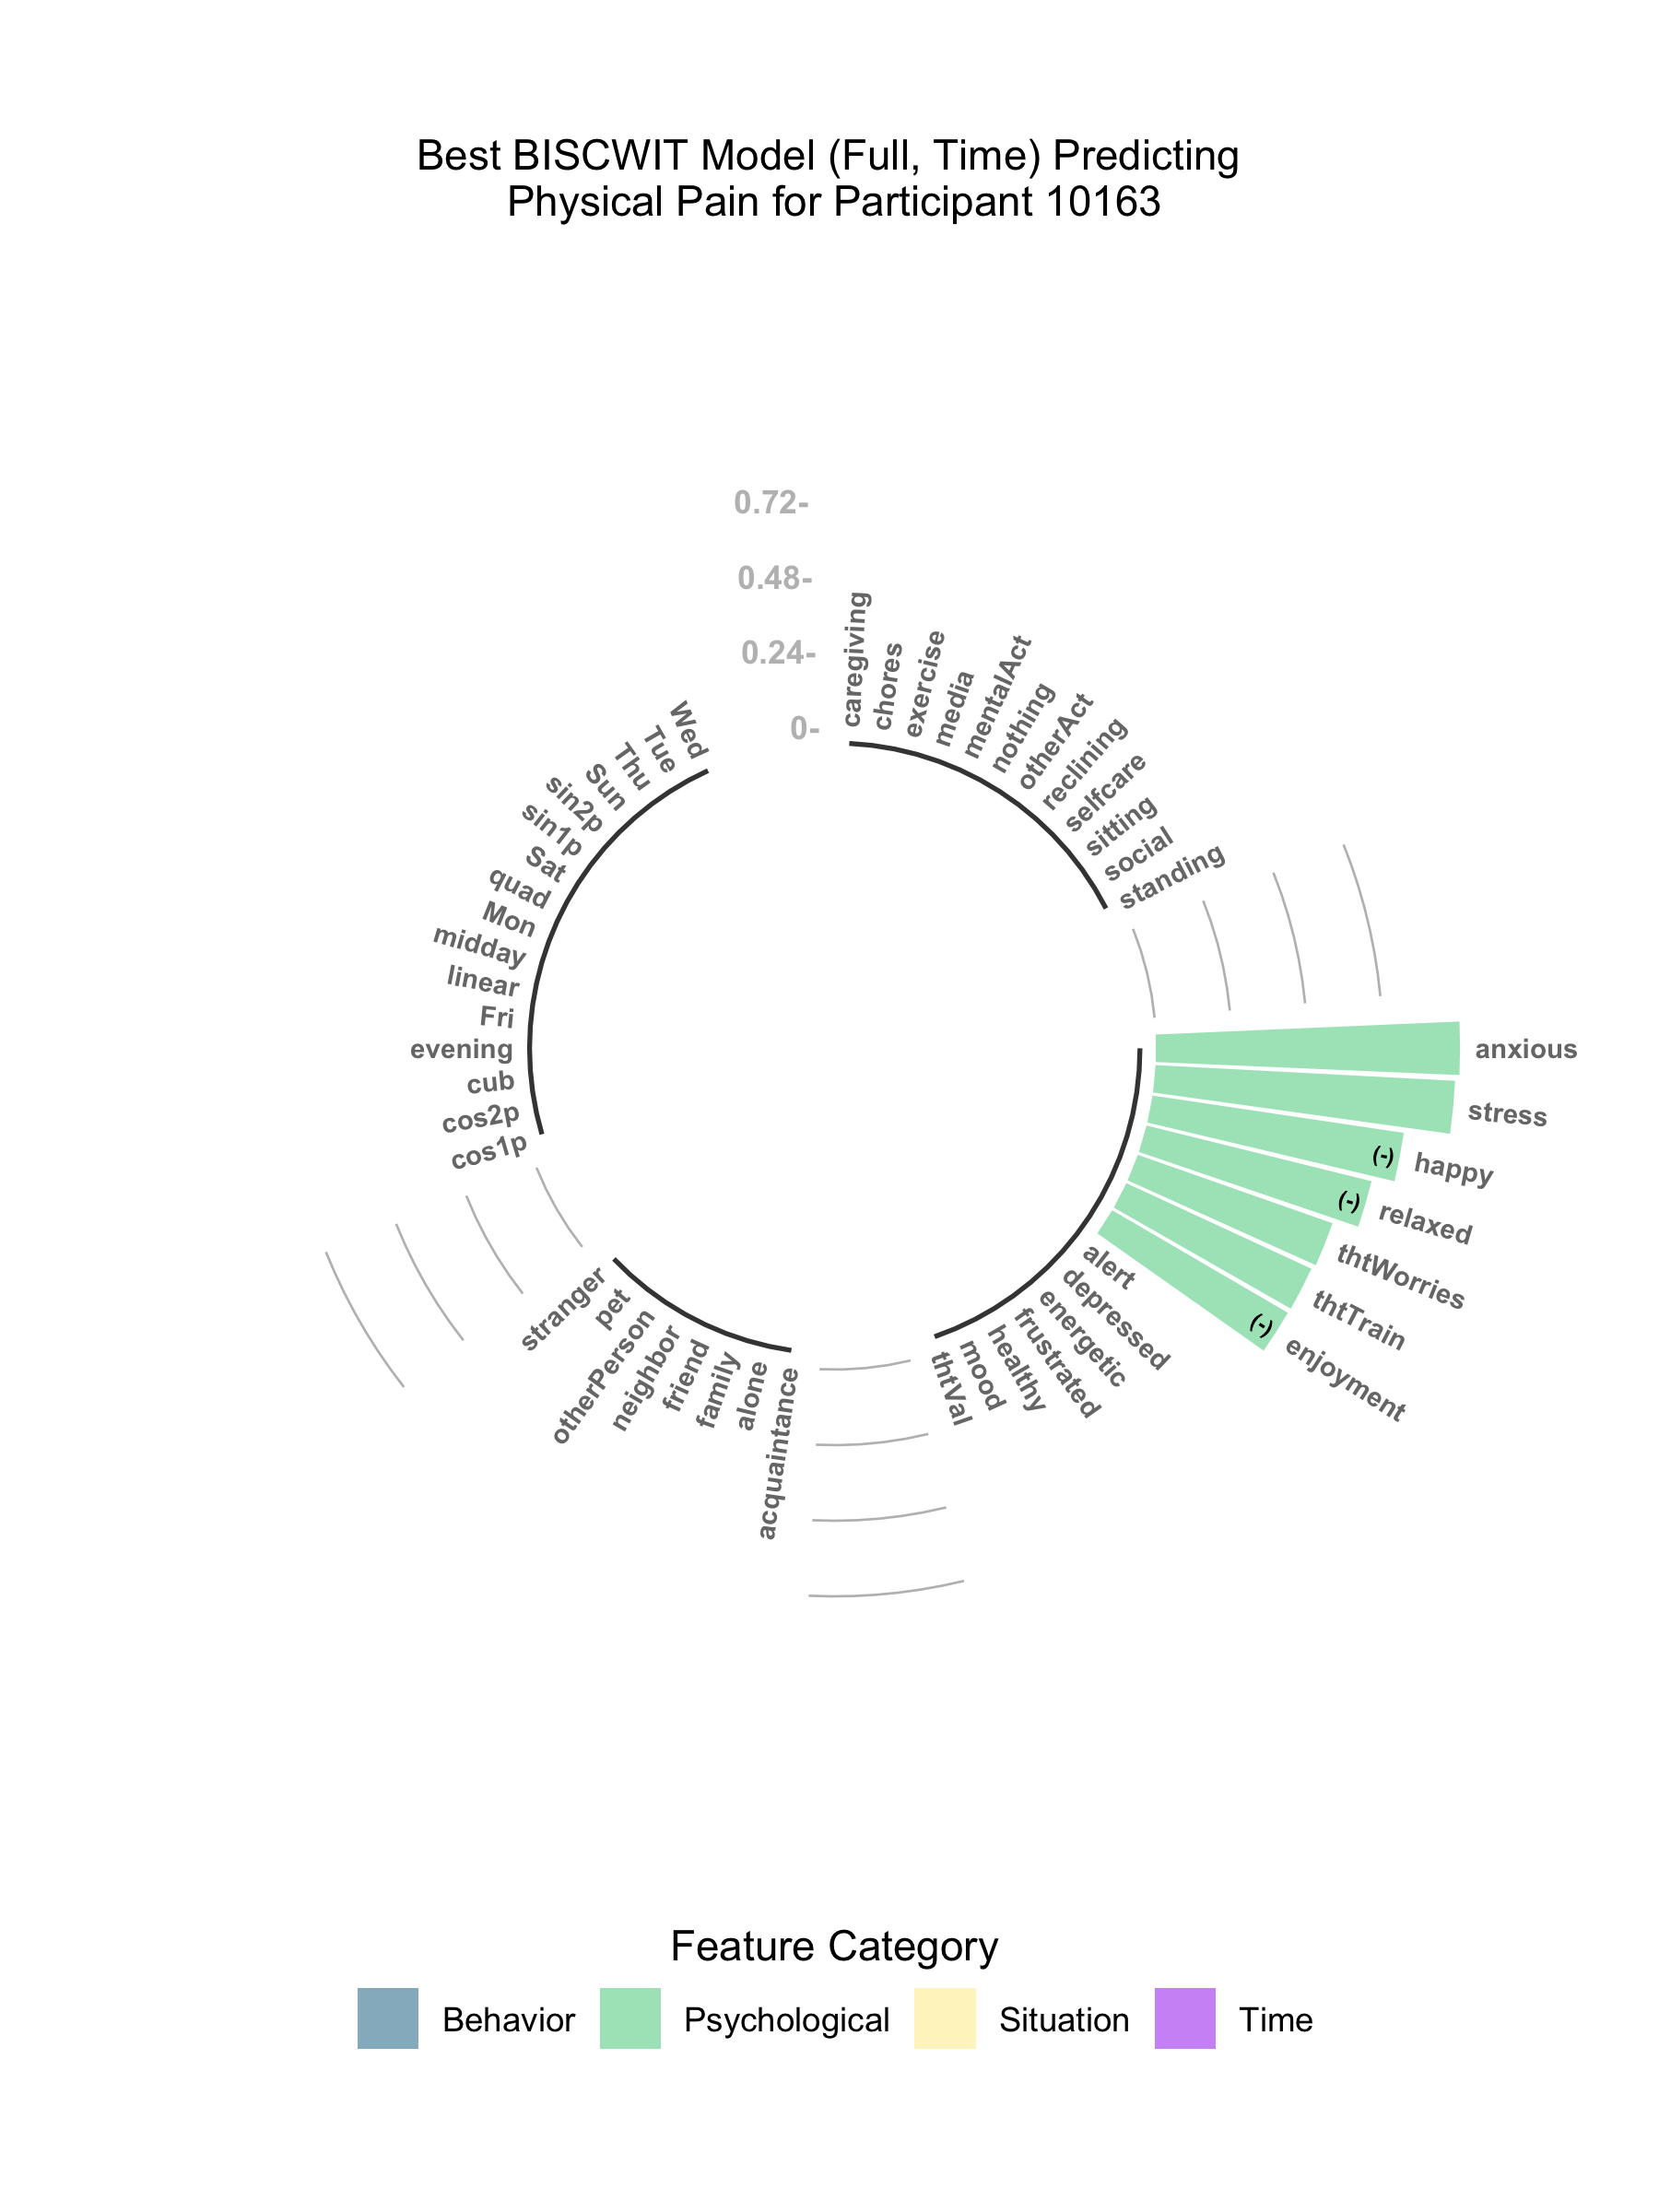 Best BISCWIT Model (Full, Time) Predicting
Physical Pain for Participant 10163
0.72-
0.48-
0.24-
0-
caregiving
chores
exercise
media
mentalAct
nothing
otherAct
reclining
selfcare
sitting
social
standing
anxious
stress
(-)
happy
(-)
relaxed
thtWorries
thtTrain
(-)
enjoyment
alert
depressed
energetic
frustrated
healthy
mood
thtVal
acquaintance
alone
family
friend
neighbor
otherPerson
pet
stranger
cos1p
cos2p
cub
evening
Fri
linear
midday
Mon
quad
Sat
sin1p
sin2p
Sun
Thu
Tue
Wed
Feature Category
Behavior
Psychological
Situation
Time